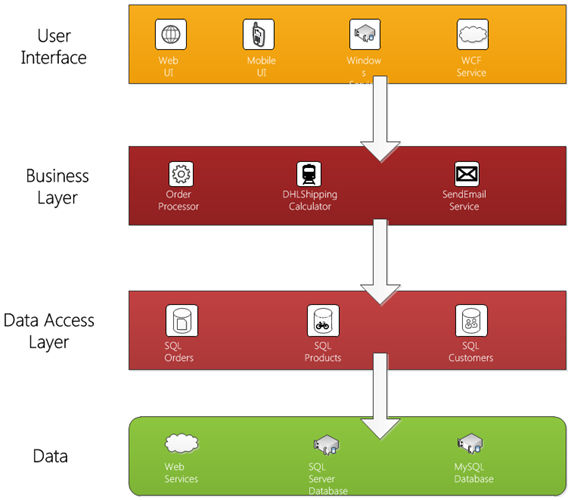 User
Interface
Web
UI
Mobile
UI
Window
s
WCF
Service
Business
Layer
Order
Processor
DHLShipping
Calculator
SendEmail
Service
Data Access
Layer
SQL
Orders
SQL
Products
SQL
Customers
Data
Web
Services
SQL
Server
Database
MySQL
Database